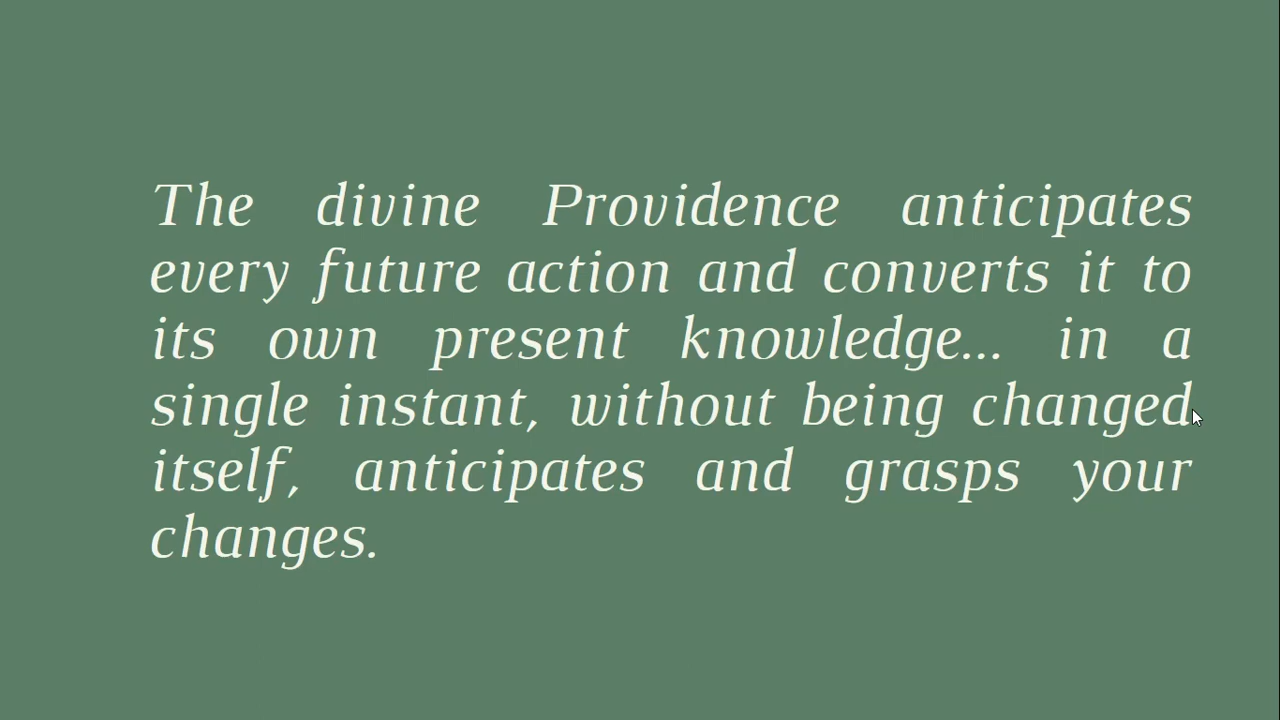 The divine Providence anticipates
every future action and converts it to
its own present knowledge... in a
single instant, without being changed
itself, anticipates and grasps your
changes.